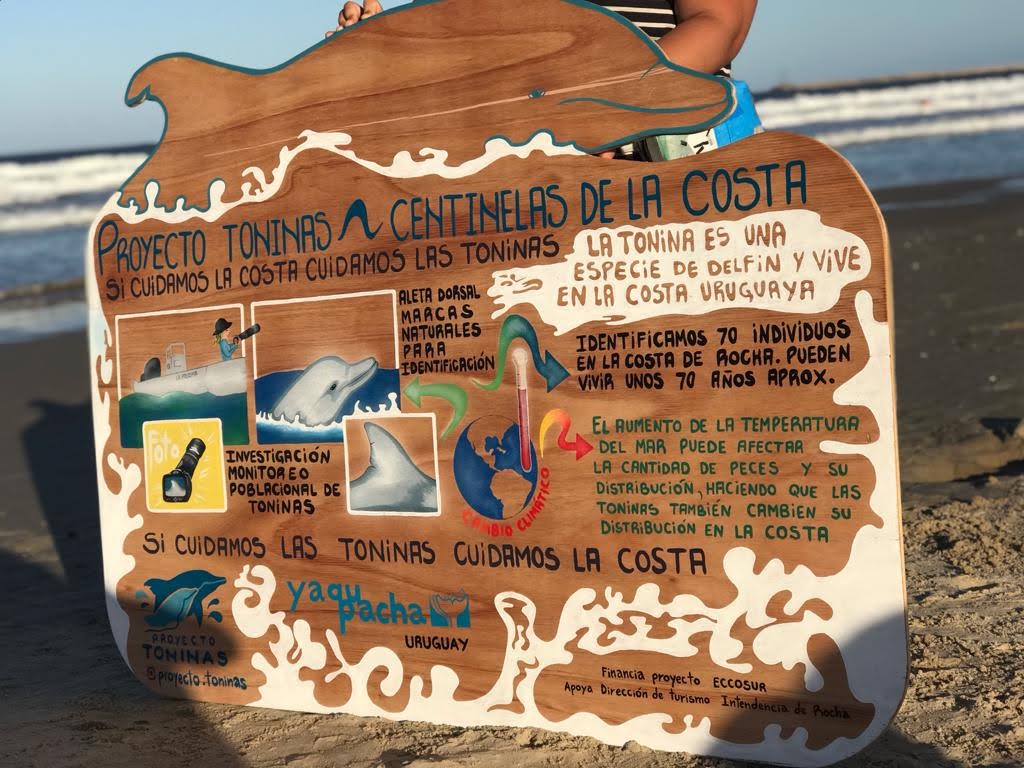 PROYECTO TONINAS CENTINELAS DE LA COSTA
SI CUIDAMOS LA COSTA CUIDAMOS LAS TONINAS
LA TONINA ES UNA
ESPECIE DE DELFIN Y VIVE
EN LA COSTA URUGUAYA
ALETA DORSAL
MARCAS
NATURALES
PARA
IDENTIFICACIÓN
IDENTIFICAMOS 70 INDIVIDUOS
EN LA COSTA DE ROCHA. PUEDEN
VIVIR UNOS 70 AÑOS APROX.
Foto
INVESTIGACIÓN
MONITOREO
POBLACIONAL DE
TONINAS
CAMBIO CLIMÁTICO
EL AUMENTO DE LA TEMPERATURA
DEL MAR PUEDE AFECTAR
LA CANTIDAD DE PECES Y SU
DISTRIBUCIÓN, HACIENDO QUE LAS
TONINAS TAMBIÉN CAMBIEN SU
DISTRIBUCIÓN EN LA COSTA
SI CUIDAMOS LAS TONINAS CUIDAMOS LA COSTA
PROYECTO
TONINAS
@proyecto.toninas
yaqu
pacha
URUGUAY
Financia proyecto ECCOSUR
Apoya Dirección de turismo Intendencia de Rocha